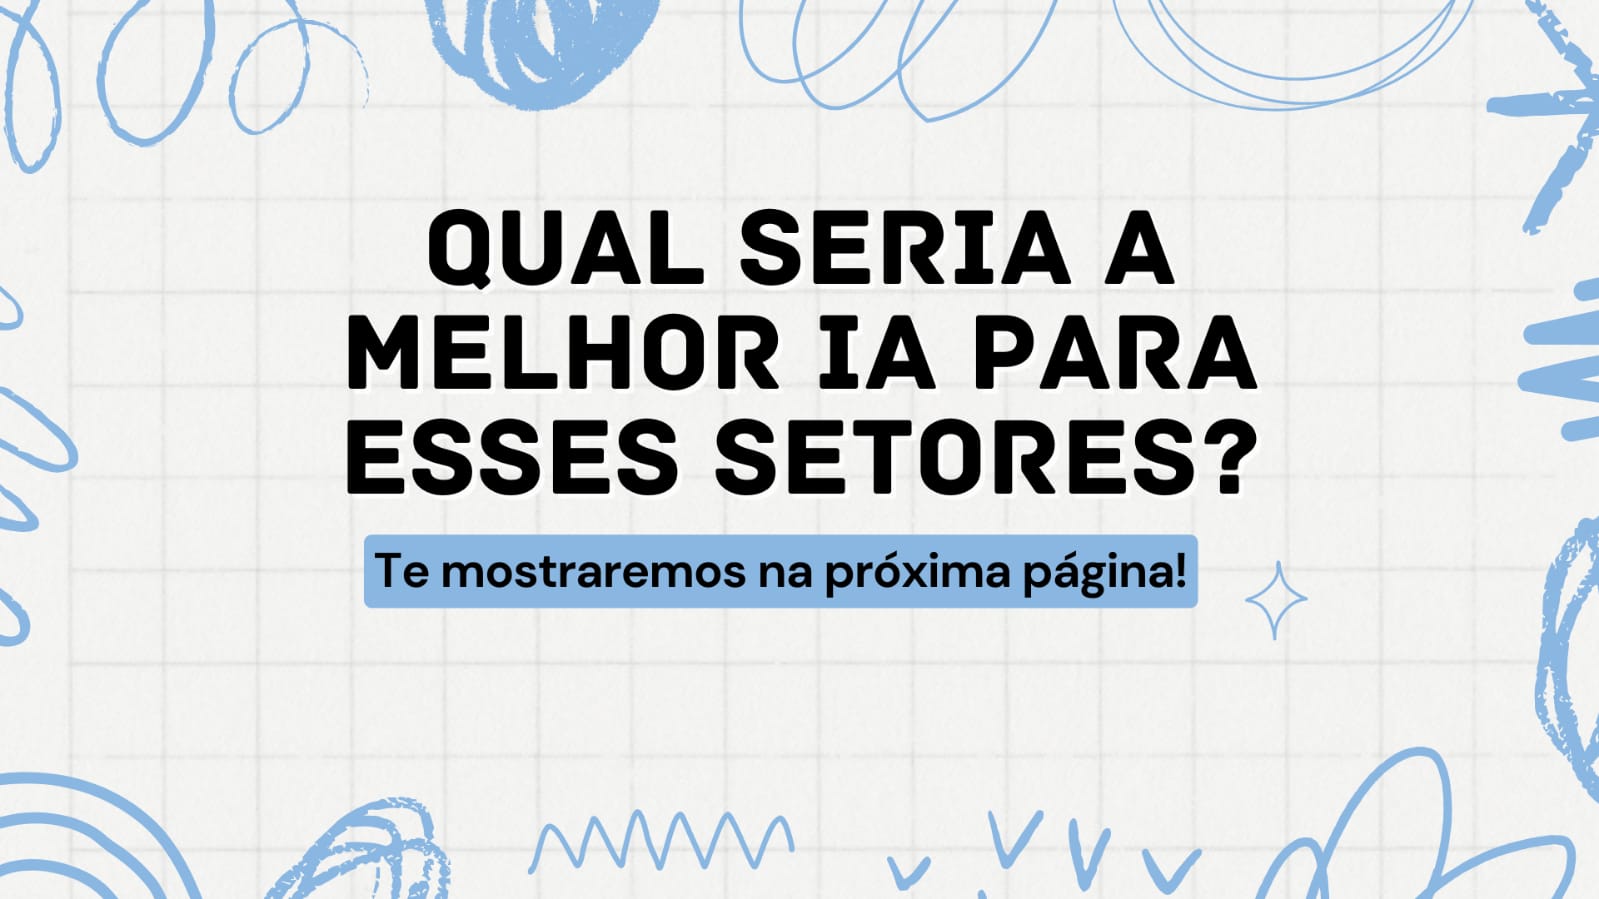 QUAL SERIA A
MELHOR IA PARA
ESSES SETORES?
Te mostraremos na próxima página!